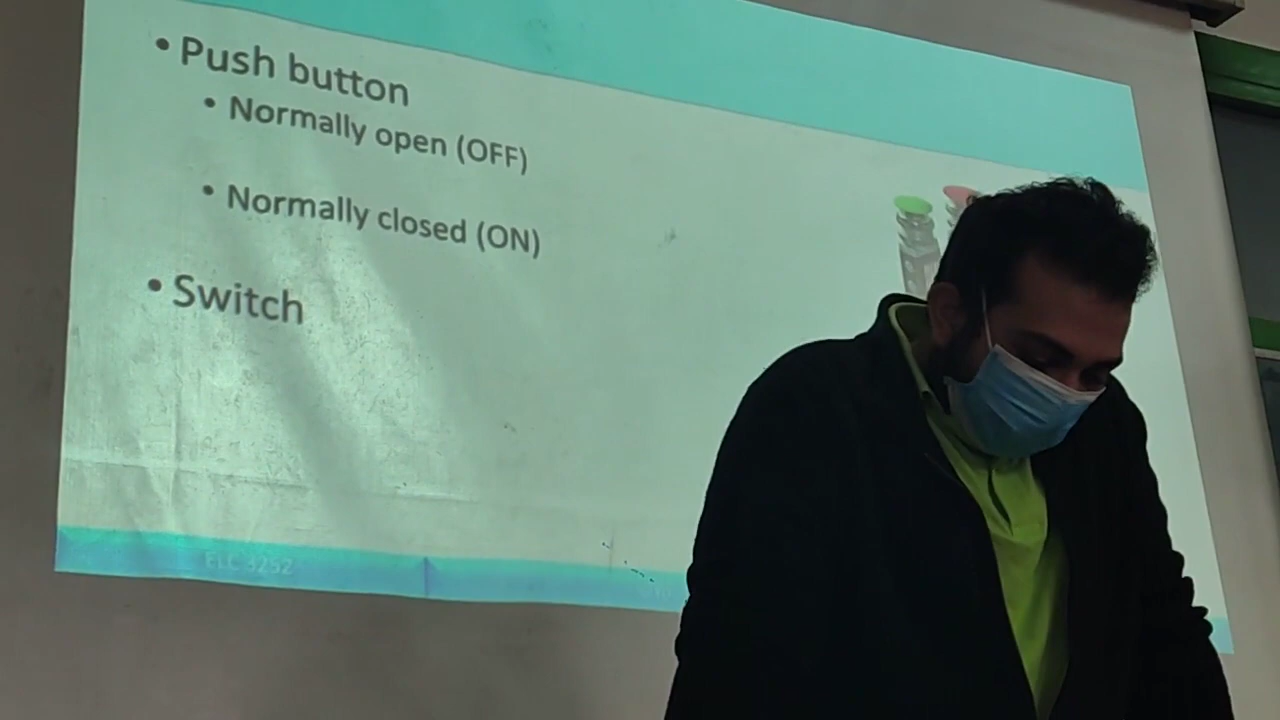 • Push button
• Normally open (OFF)
• Normally closed (ON)
• Switch
ELC 3252